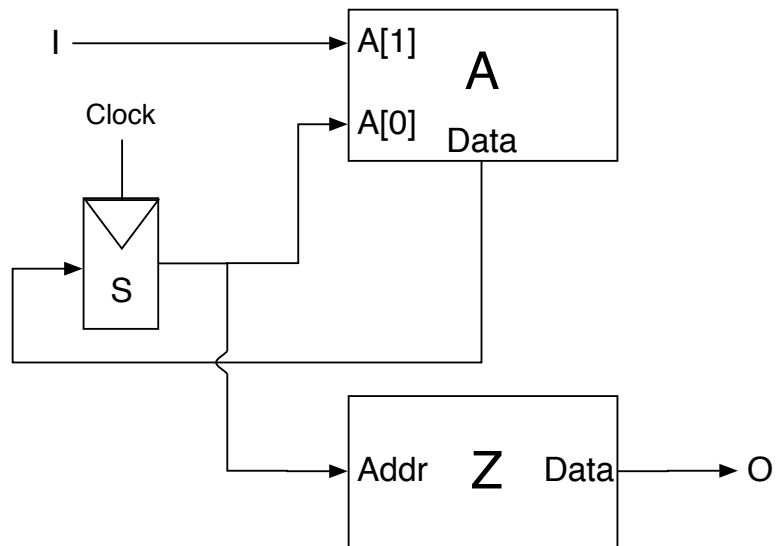 I
A[1]
A
A[0]
Clock
Data
S
Addr
Z
Data
O